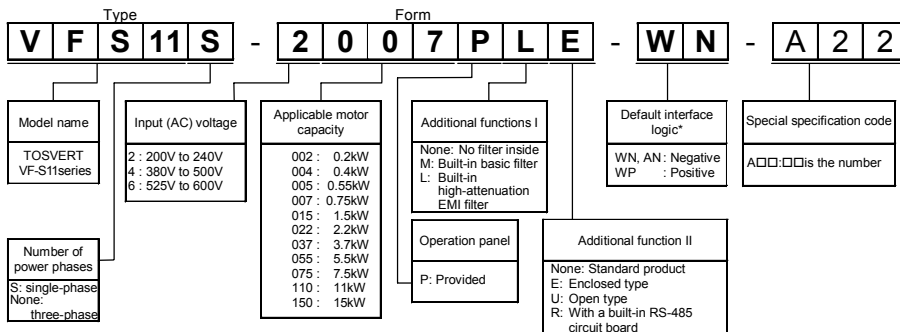 Type Form
V F S 11 S - 2 0 0 7 P L E - W N - A 2 2
Model name
TOSVERT
VF-S11series
Number of
power phases
S: single-phase
None:
three-phase
Input (AC) voltage
2 : 200V to 240V
4 : 380V to 500V
6 : 525V to 600V
Applicable motor
capacity
002 : 0.2kW
004 : 0.4kW
005 : 0.55kW
007 : 0.75kW
015 : 1.5kW
022 : 2.2kW
037 : 3.7kW
055 : 5.5kW
075 : 7.5kW
110 : 11kW
150 : 15kW
Additional functions I
None: No filter inside
M: Built-in basic filter
L: Built-in
high-attenuation
EMI filter
Operation panel
P: Provided
Additional function II
None: Standard product
E: Enclosed type
U: Open type
R: With a built-in RS-485
circuit board
Default interface
logic*
WN, AN : Negative
WP : Positive
Special specification code
A□□:□□is the number